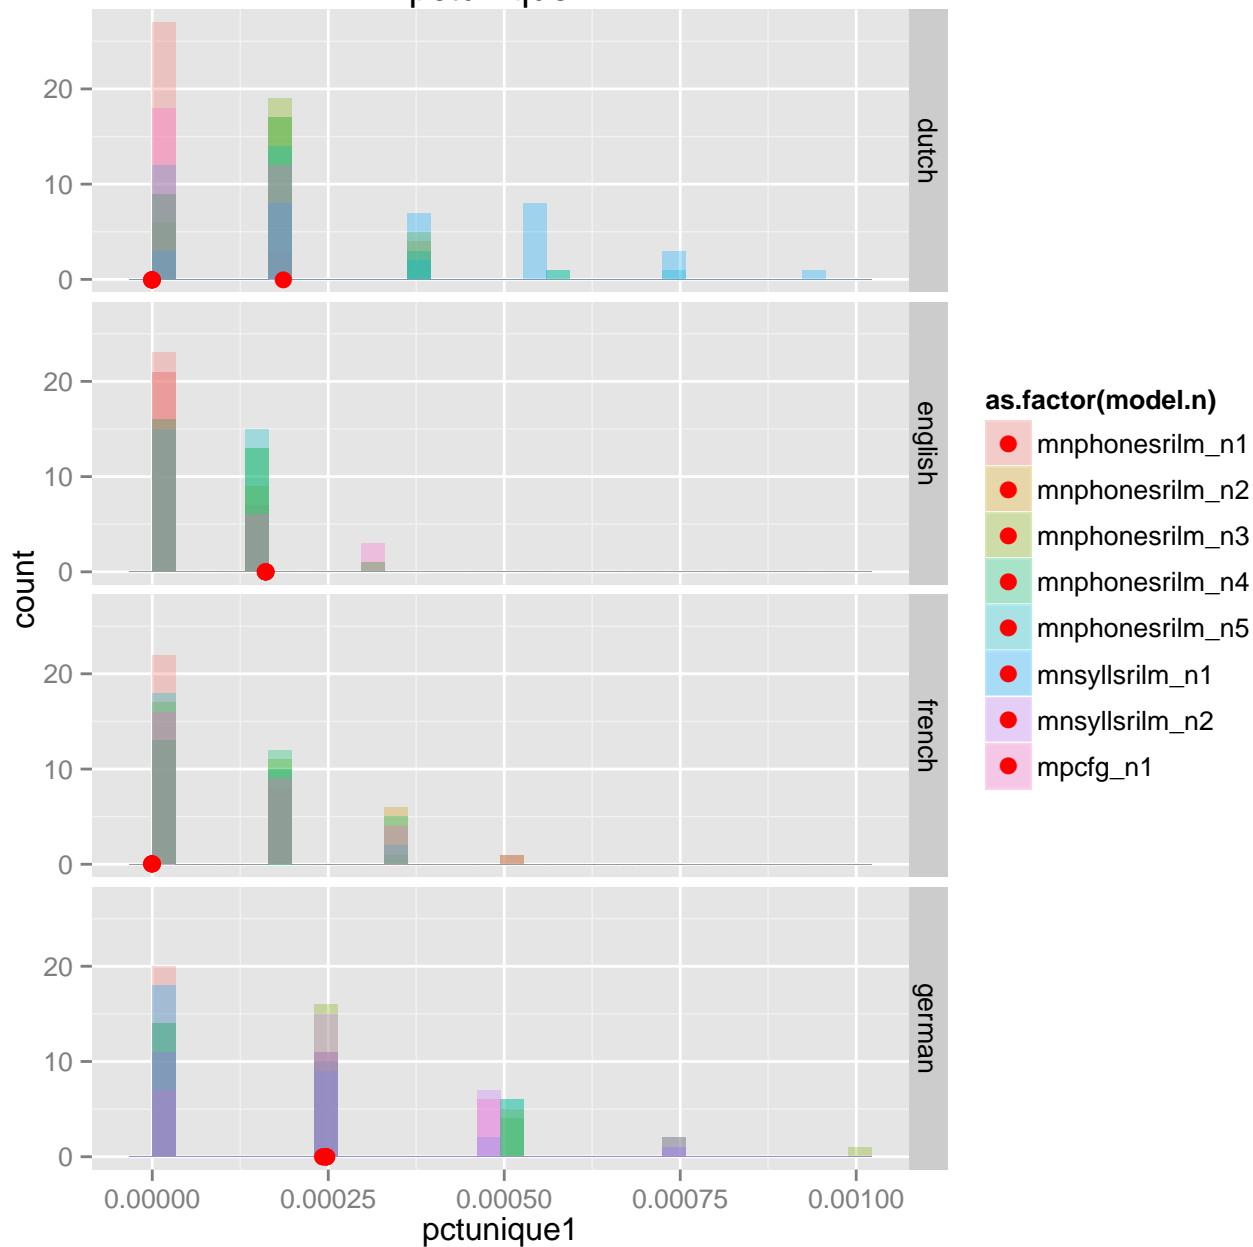 20
10
0
dutch
20
10
0
english
20
10
0
french
20
10
0
german
count
0.00000
0.00025
0.00050
0.00075
0.00100
pctunique1
as.factor(model.n)
mnphonesrilm_n1
mnphonesrilm_n2
mnphonesrilm_n3
mnphonesrilm_n4
mnphonesrilm_n5
mnsyllsrilm_n1
mnsyllsrilm_n2
mpcfg_n1